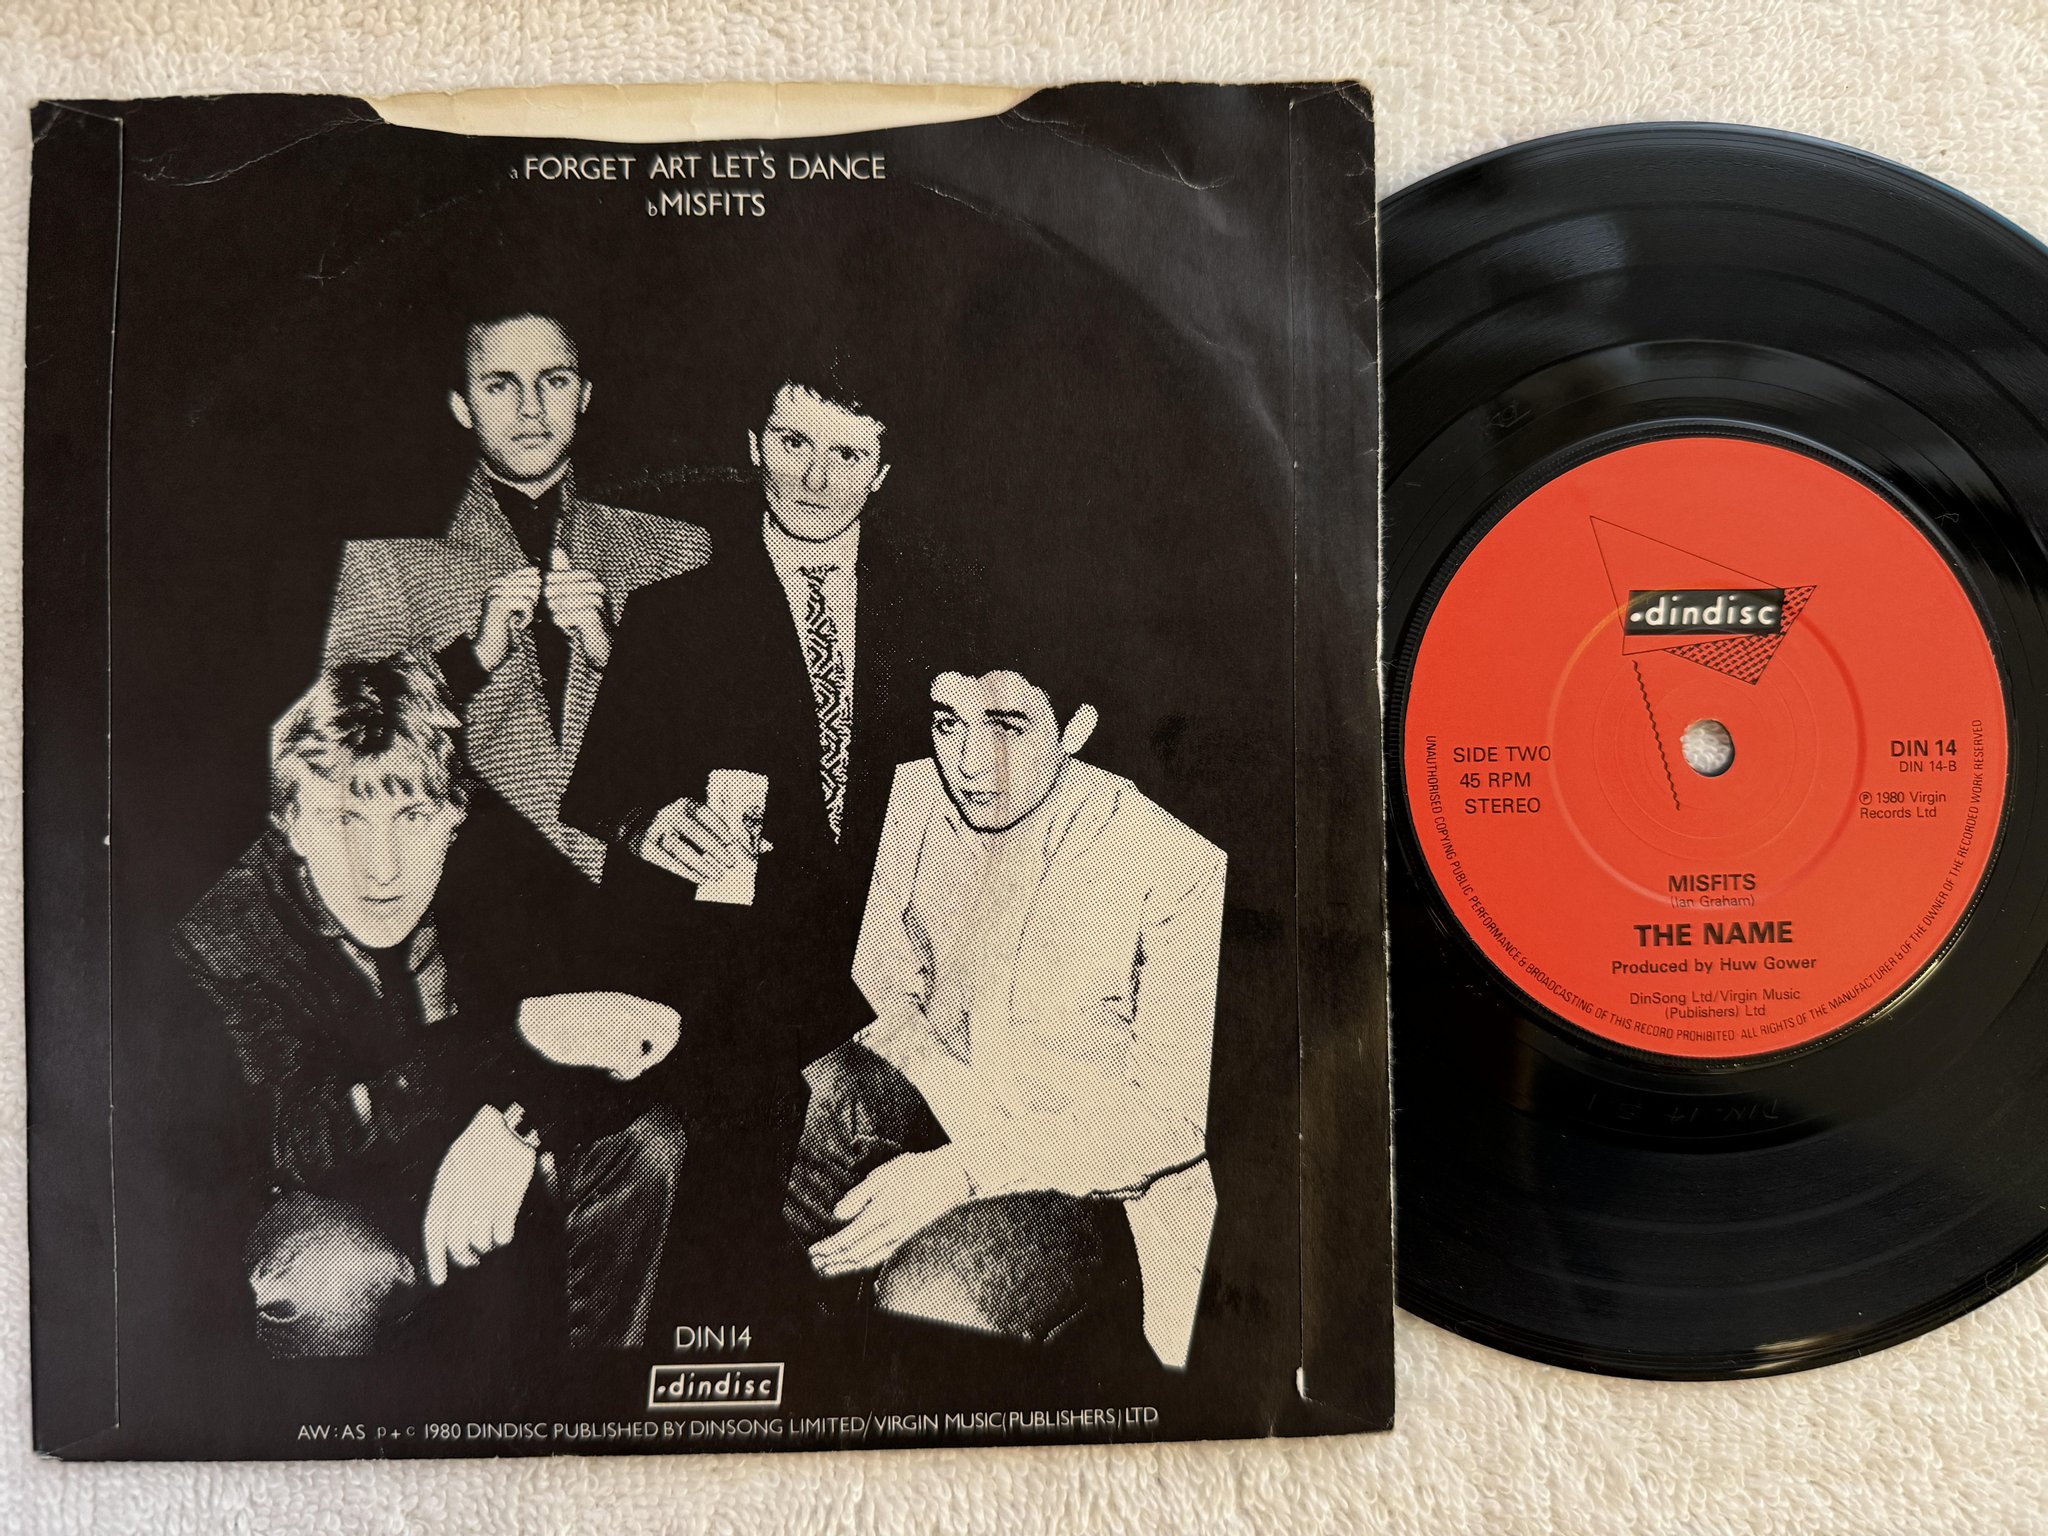 a FORGET ART LET'S DANCE
b MISFITS
DIN 14
.dindisc
AW:AS p+c 1980 DINDISC PUBLISHED BY DINSONG LIMITED/VIRGIN MUSIC(PUBLISHERS)LTD
.dindisc
SIDE TWO
45 RPM
STEREO
DIN 14
DIN 14-B
℗ 1980 Virgin
Records Ltd
MISFITS
(Ian Graham)
THE NAME
Produced by Huw Gower
DinSong Ltd/Virgin Music
(Publishers) Ltd
UNAUTHORISED COPYING PUBLIC PERFORMANCE & BROADCASTING OF THIS RECORD PROHIBITED. ALL RIGHTS OF THE MANUFACTURER & OF THE OWNER OF THE RECORDED WORK RESERVED